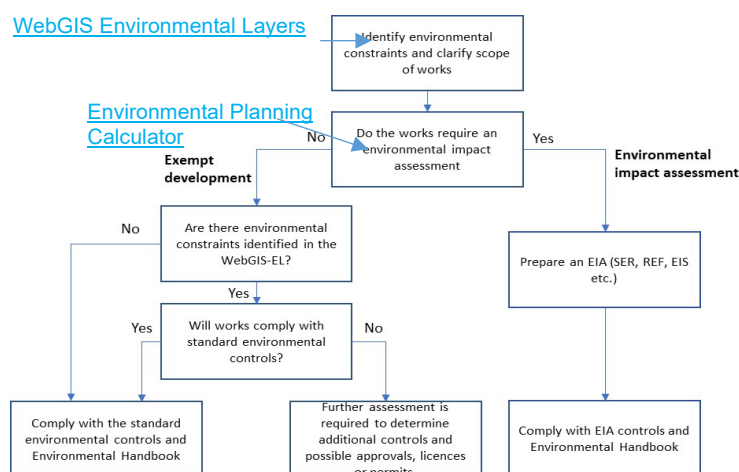 WebGIS Environmental Layers
Identify environmental
constraints and clarify scope
of works
Environmental Planning
Calculator
Do the works require an
environmental impact
assessment
No
Yes
Exempt
development
Environmental
impact assessment
No
Are there environmental
constraints identified in the
WebGIS-EL?
Prepare an EIA (SER, REF, EIS
etc.)
Yes
Yes
Will works comply with
standard environmental
controls?
No
Comply with the standard
environmental controls and
Environmental Handbook
Further assessment is
required to determine
additional controls and
possible approvals, licences
or permits
Comply with EIA controls and
Environmental Handbook